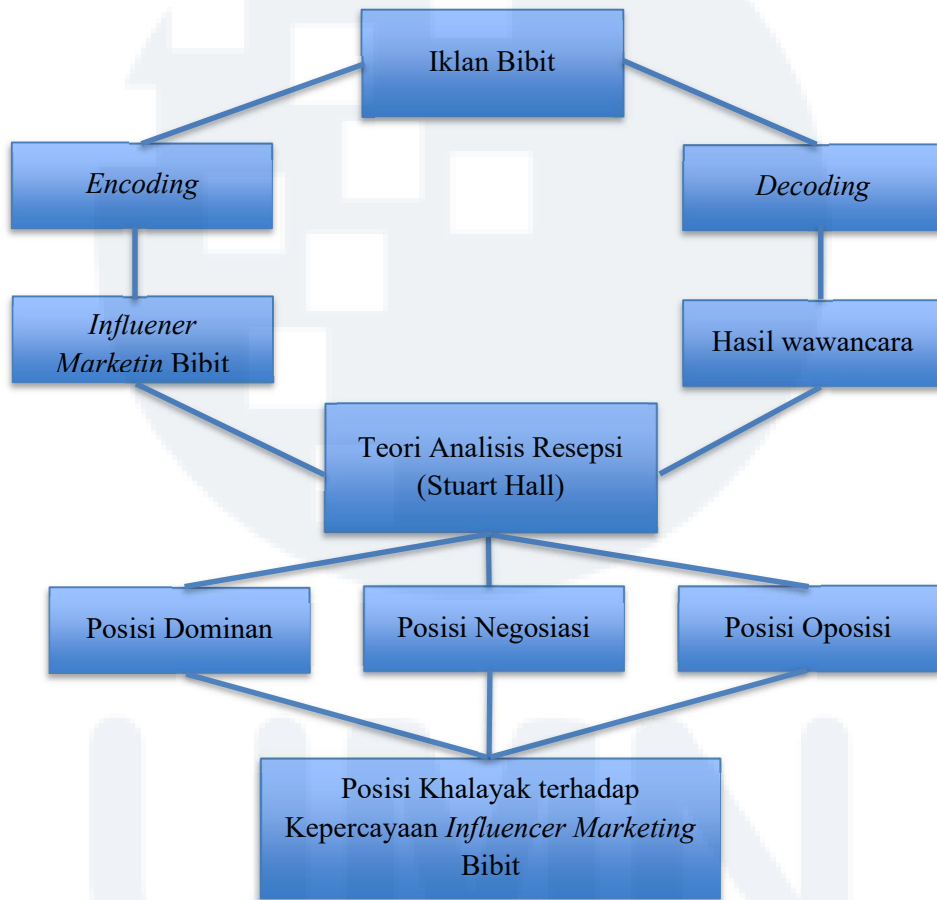 Iklan Bibit
Encoding
Decoding
Influener
Marketin Bibit
Hasil wawancara
Teori Analisis Resepsi
(Stuart Hall)
Posisi Dominan
Posisi Negosiasi
Posisi Oposisi
Posisi Khalayak terhadap
Kepercayaan Influencer Marketing
Bibit
UMN